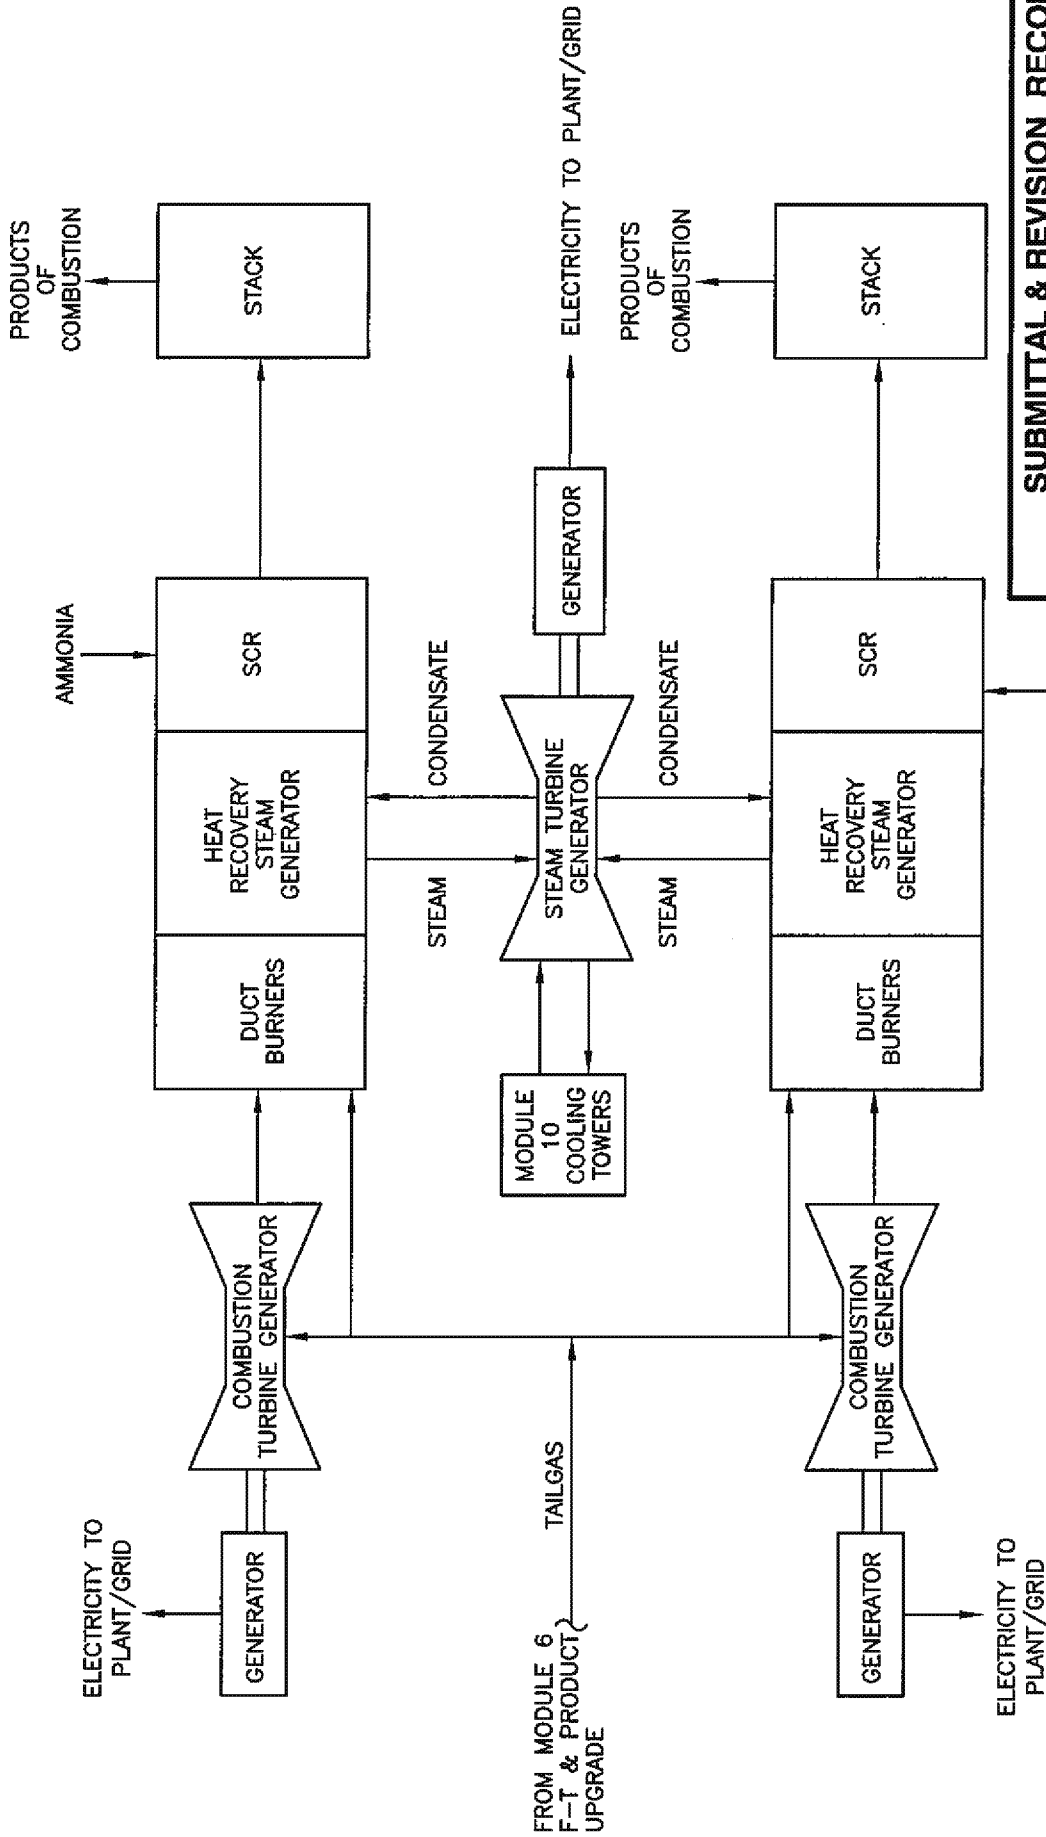 ELECTRICITY TO
PLANT/GRID
GENERATOR
COMBUSTION
TURBINE GENERATOR
DUCT
BURNERS
HEAT
RECOVERY
STEAM
GENERATOR
AMMONIA
SCR
STACK
PRODUCTS
OF
COMBUSTION
FROM MODULE 6
F-T & PRODUCT
UPGRADE
TAILGAS
MODULE
10
COOLING
TOWERS
STEAM
CONDENSATE
STEAM TURBINE
GENERATOR
STEAM
CONDENSATE
GENERATOR
ELECTRICITY TO PLANT/GRID
ELECTRICITY TO
PLANT/GRID
GENERATOR
COMBUSTION
TURBINE GENERATOR
DUCT
BURNERS
HEAT
RECOVERY
STEAM
GENERATOR
SCR
STACK
PRODUCTS
OF
COMBUSTION
SUBMITTAL & REVISION